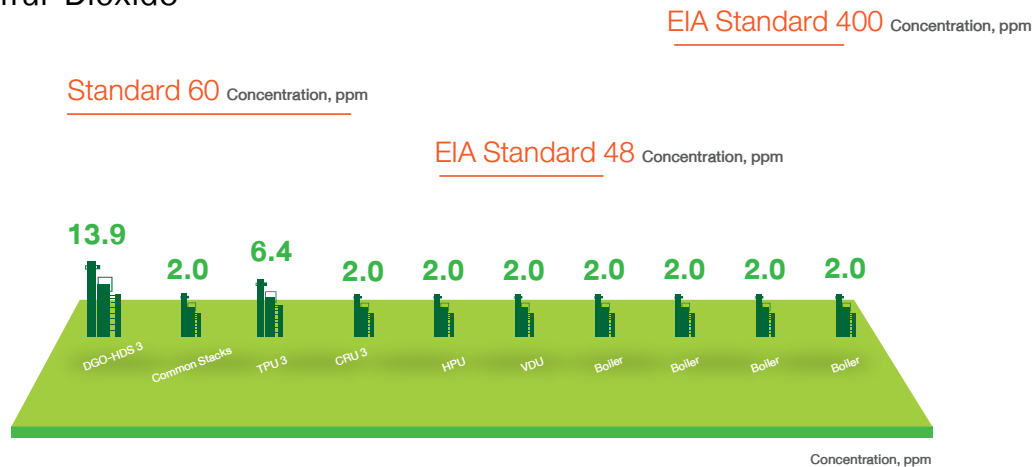 Dioxide
EIA Standard 400 Concentration, ppm
Standard 60 Concentration, ppm
EIA Standard 48 Concentration, ppm
13.9
2.0
6.4
2.0
2.0
2.0
2.0
2.0
2.0
2.0
DGO-HDS 3
Common Stacks
TPU 3
CRU 3
HPU
VDU
Boiler
Boiler
Boiler
Boiler
Concentration, ppm